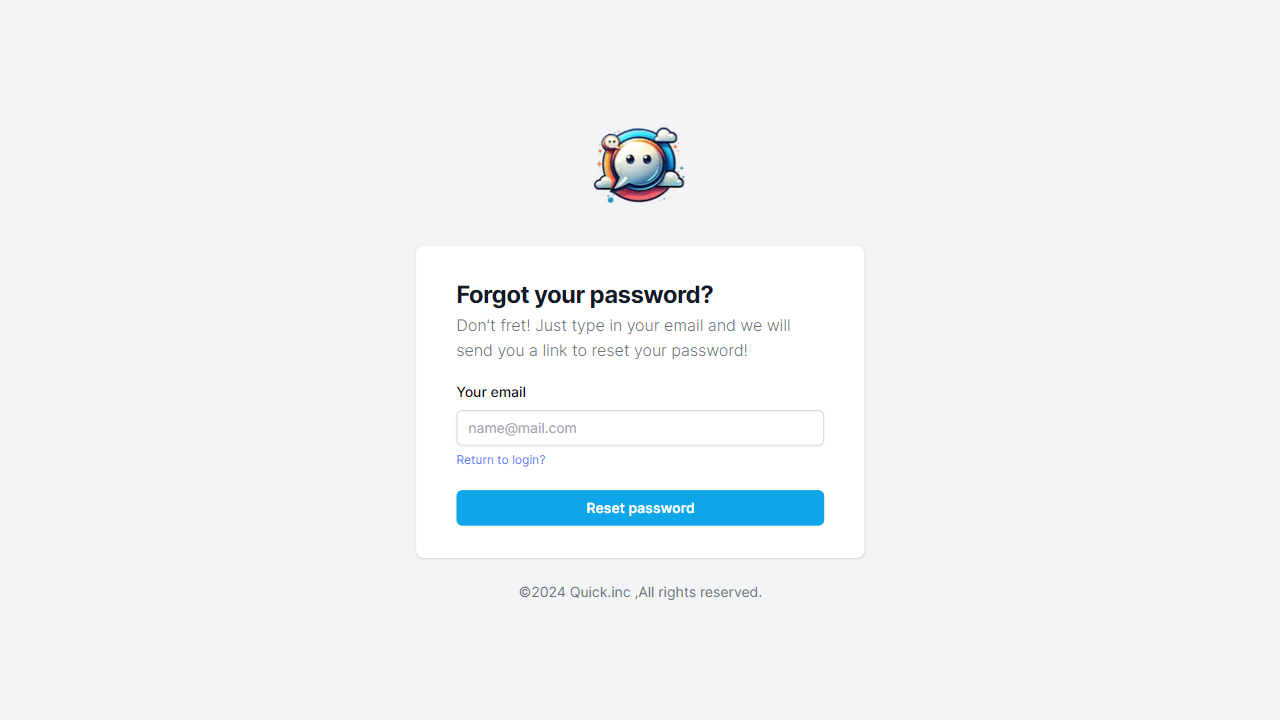 Forgot your password?
Don't fret! Just type in your email and we will
send you a link to reset your password!
Your email
name@mail.com
Return to login?
Reset password
©2024 Quick.inc ,All rights reserved.